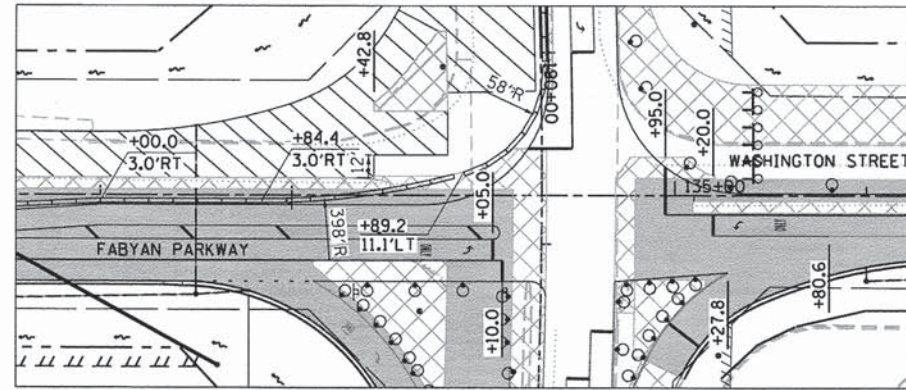 +42.8
58'R
180+00
+00.0
3.0'RT
+84.4
3.0'RT
12'
+95.0
+20.0
WASHINGTON STREET
135+00
+05.0
398'R
+89.2
11.1'LT
FABYAN PARKWAY
+10.0
+27.8
+80.6